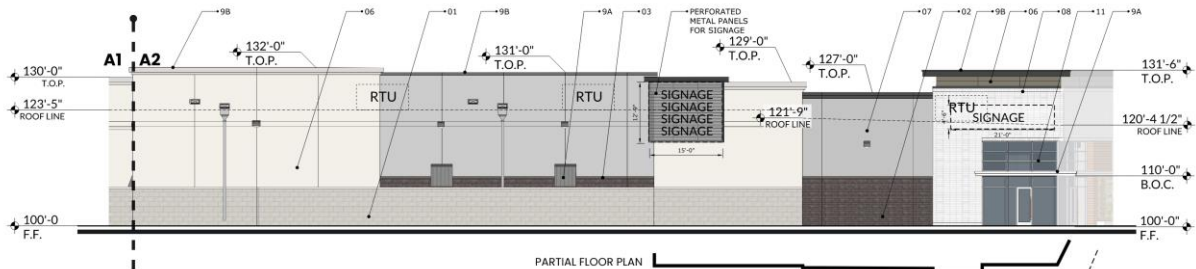 9B
06
01
9B
9A
03
PERFORATED
METAL PANELS
FOR SIGNAGE
07
02
9B
06
08
11
9A
A1
A2
132'-0"
T.O.P.
131'-0"
T.O.P.
129'-0"
T.O.P.
127'-0"
T.O.P.
130'-0"
T.O.P.
131'-6"
T.O.P.
RTU
RTU
SIGNAGE
SIGNAGE
SIGNAGE
SIGNAGE
12'-0"
15'-0"
RTU
SIGNAGE
21'-0"
123'-5"
ROOF LINE
121'-9"
ROOF LINE
120'-4 1/2"
ROOF LINE
110'-0"
B.O.C.
100'-0
F.F.
100'-0"
F.F.
PARTIAL FLOOR PLAN